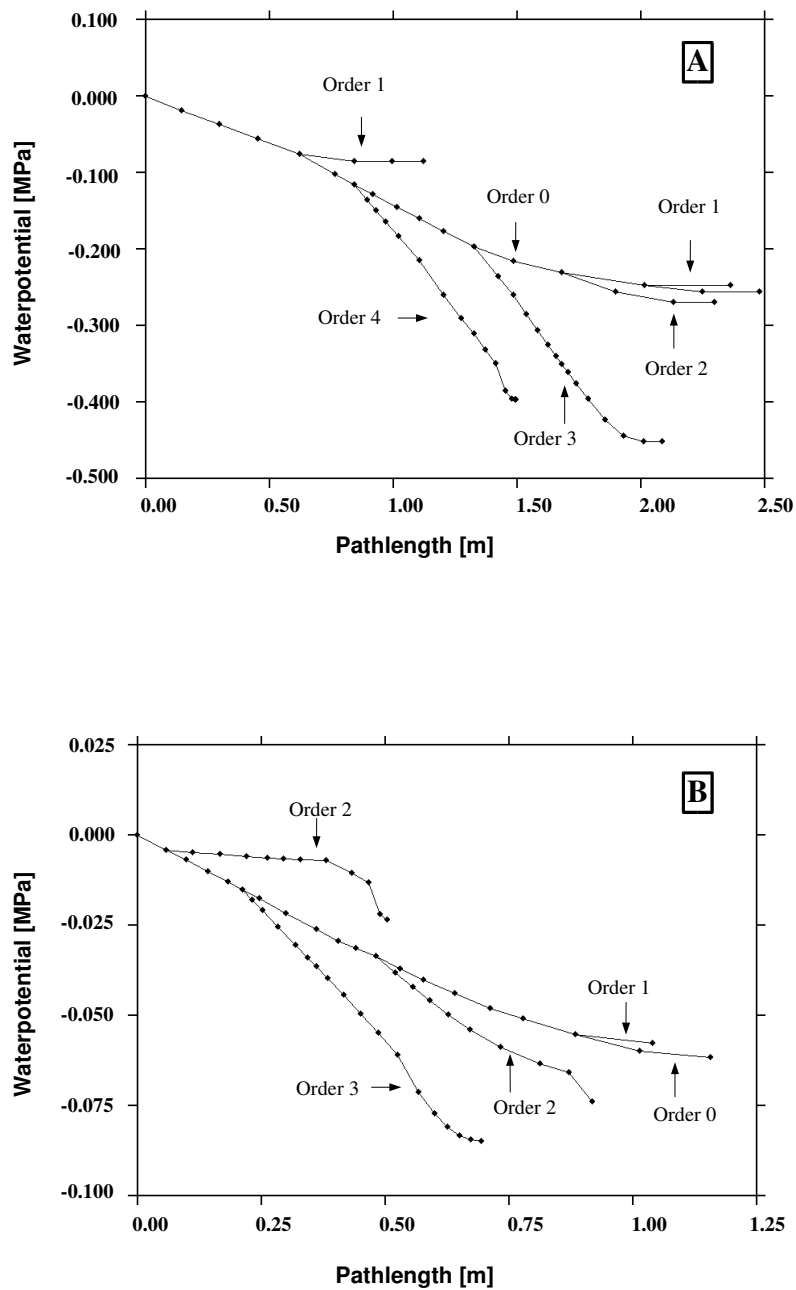 0.100
A
Order 1
0.000
-0.100
Order 0
Order 1
-0.200
Waterpotential [MPa]
Order 4
-0.300
Order 2
-0.400
Order 3
-0.500
0.00 0.50 1.00 1.50 2.00 2.50
Pathlength [m]
0.025
B
Order 2
0.000
-0.025
Waterpotential [MPa]
Order 1
-0.050
Order 3
Order 2
Order 0
-0.075
-0.100
0.00 0.25 0.50 0.75 1.00 1.25
Pathlength [m]